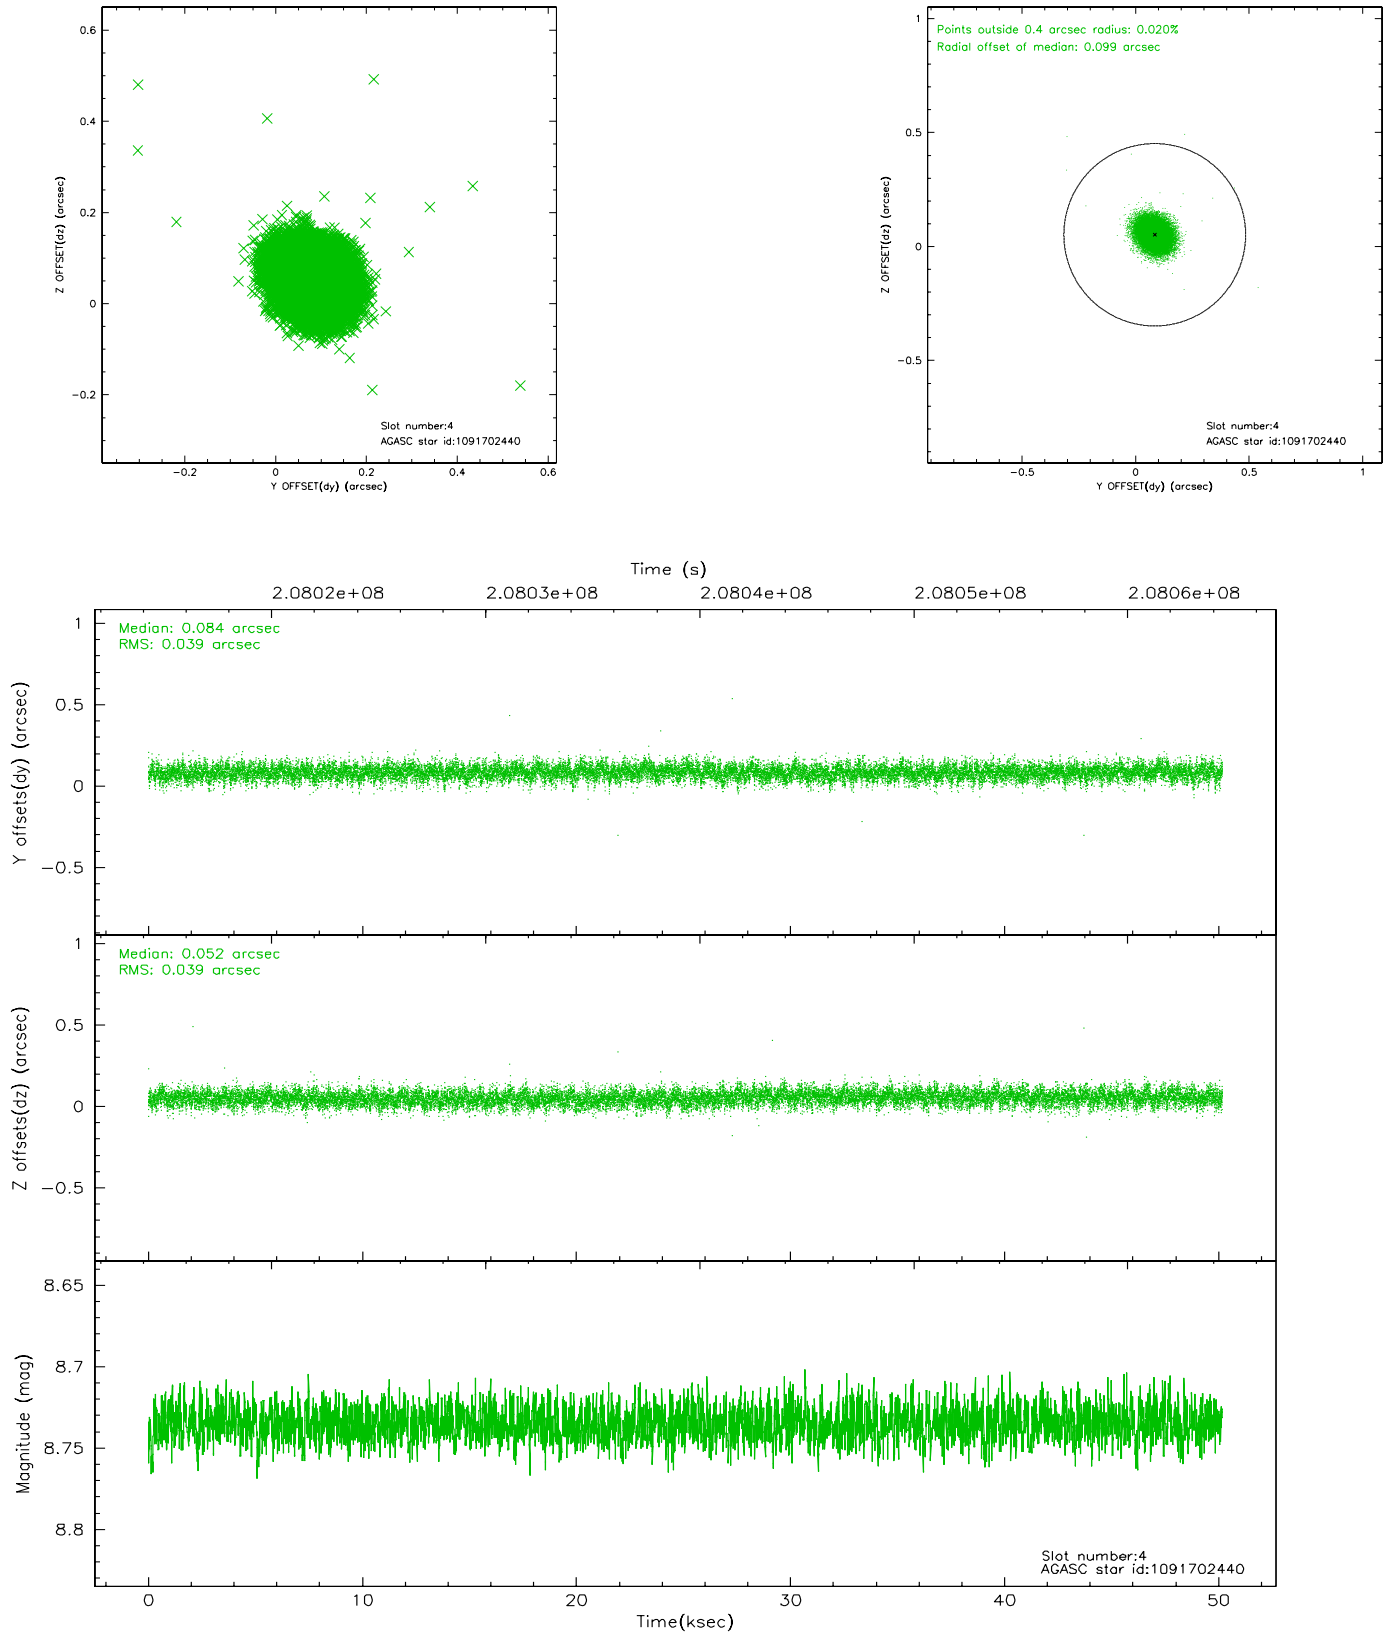 0.6
0.4
0.2
0
−0.2
Z OFFSET(dz) (arcsec)
Slot number:4
AGASC star id:1091702440
−0.2
0
0.2
0.4
0.6
Y OFFSET(dy) (arcsec)
Points outside 0.4 arcsec radius: 0.020%
Radial offset of median: 0.099 arcsec
1
0.5
0
−0.5
Z OFFSET(dz) (arcsec)
Slot number:4
AGASC star id:1091702440
−0.5
0
0.5
1
Y OFFSET(dy) (arcsec)
Time (s)
2.0802e+08
2.0803e+08
2.0804e+08
2.0805e+08
2.0806e+08
Median: 0.084 arcsec
RMS: 0.039 arcsec
1
0.5
0
−0.5
Y offsets(dy) (arcsec)
Median: 0.052 arcsec
RMS: 0.039 arcsec
1
0.5
0
−0.5
Z offsets(dz) (arcsec)
8.65
8.7
8.75
8.8
Magnitude (mag)
Slot number:4
AGASC star id:1091702440
0
10
20
30
40
50
Time(ksec)